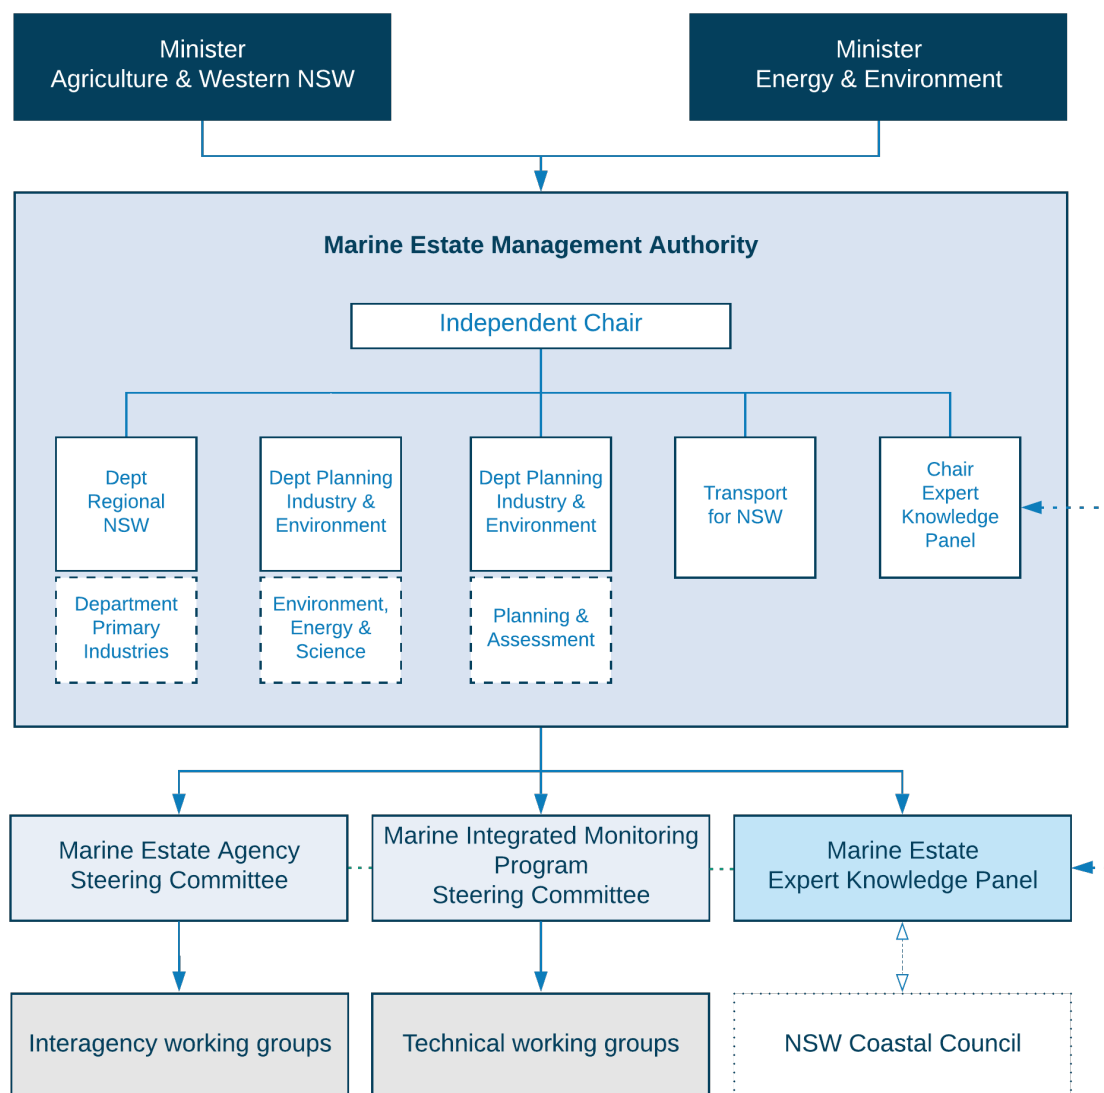 Minister
Agriculture & Western NSW
Minister
Energy & Environment
Marine Estate Management Authority
Independent Chair
Dept
Regional
NSW
Dept Planning
Industry &
Environment
Dept Planning
Industry &
Environment
Transport
for NSW
Chair
Expert
Knowledge
Panel
Department
Primary
Industries
Environment,
Energy &
Science
Planning &
Assessment
Marine Estate Agency
Steering Committee
Marine Integrated Monitoring
Program
Steering Committee
Marine Estate
Expert Knowledge Panel
Interagency working groups
Technical working groups
NSW Coastal Council